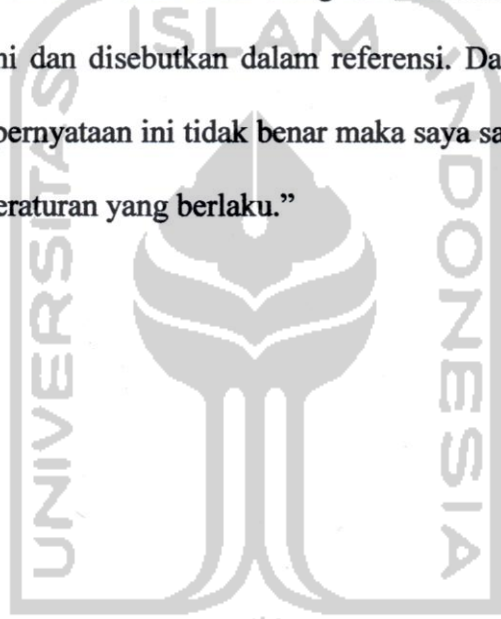 ISLAM
ni dan disebutkan dalam referensi. Da
pernyataan ini tidak benar maka saya sa
eraturan yang berlaku.”
UNIVERSITAS
INDONESIA